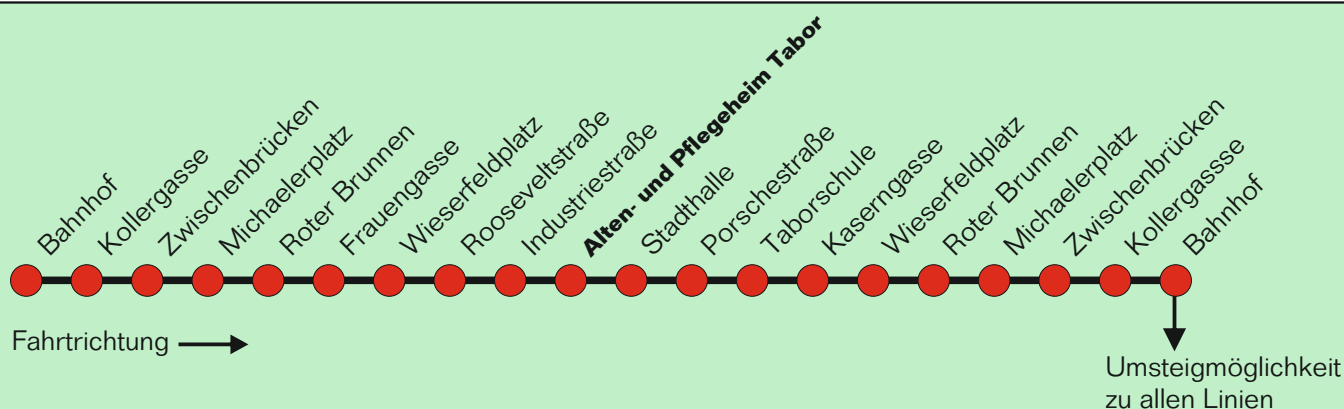 Bahnhof
Kollergasse
Zwischenbrücken
Michaelerplatz
Roter Brunnen
Frauengasse
Wieserfeldplatz
Rooseveltstraße
Industriestraße
Alten- und Pflegeheim Tabor
Stadthalle
Porschestraße
Taborschule
Kaserngasse
Wieserfeldplatz
Roter Brunnen
Michaelerplatz
Zwischenbrücken
Kollergasse
Bahnhof
Fahrtrichtung
Umsteigmöglichkeit
zu allen Linien